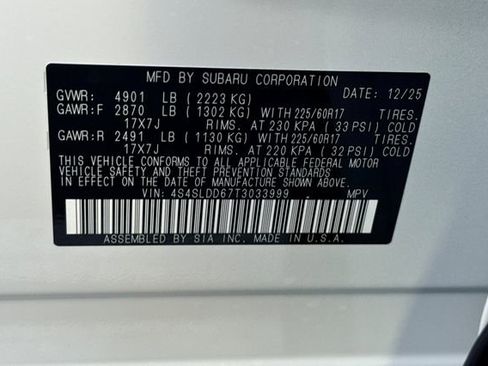 MFD BY SUBARU CORPORATION
GVWR: 4901 LB (2223 KG) DATE: 12/25
GAWR:F 2870 LB (1302 KG) WITH 225/60R17 TIRES,
17X7J RIMS, AT 230 KPA (33 PSI) COLD
GAWR:R 2491 LB (1130 KG) WITH 225/60R17 TIRES,
17X7J RIMS, AT 220 KPA (32 PSI) COLD
THIS VEHICLE CONFORMS TO ALL APPLICABLE FEDERAL MOTOR
VEHICLE SAFETY AND THEFT PREVENTION STANDARDS
IN EFFECT ON THE DATE OF MANUFACTURE SHOWN ABOVE.
VIN: 4S4SLDD67T3033999 MPV
ASSEMBLED BY SIA INC. MADE IN U.S.A.